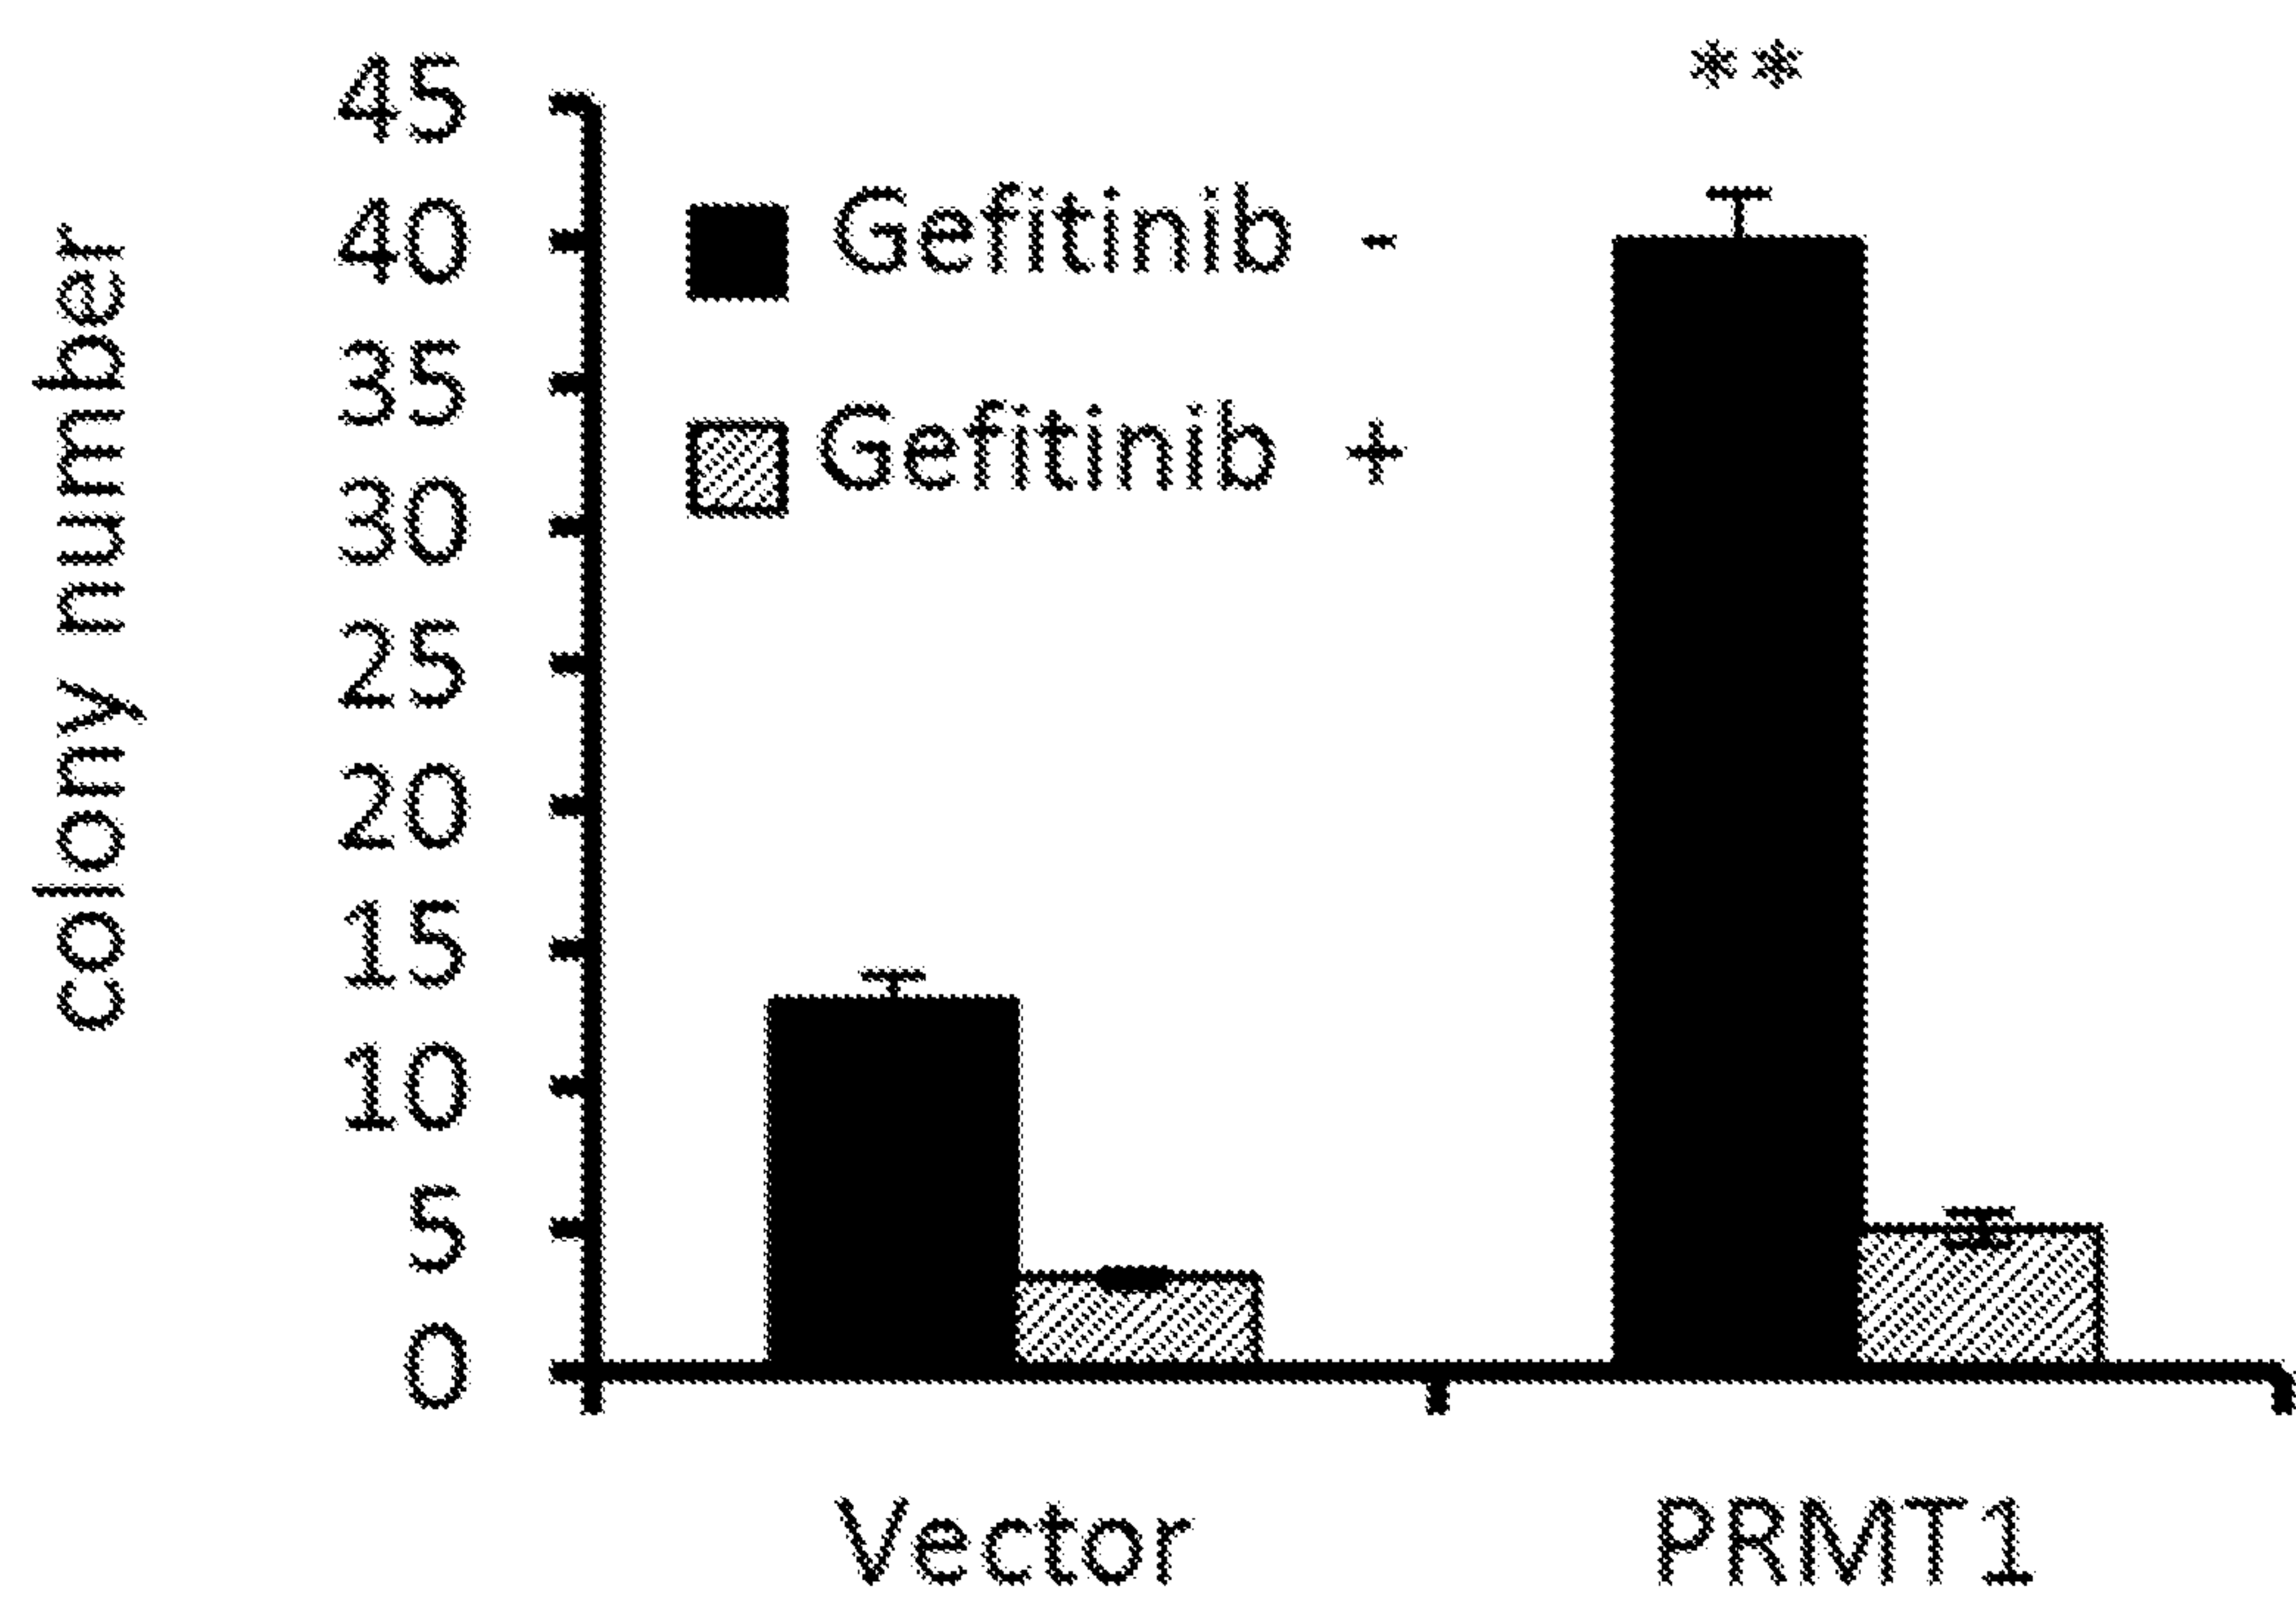 **
45
40
35
30
25
20
15
10
5
0
colony number
Gefitinib -
Gefitinib +
Vector
PRMT1